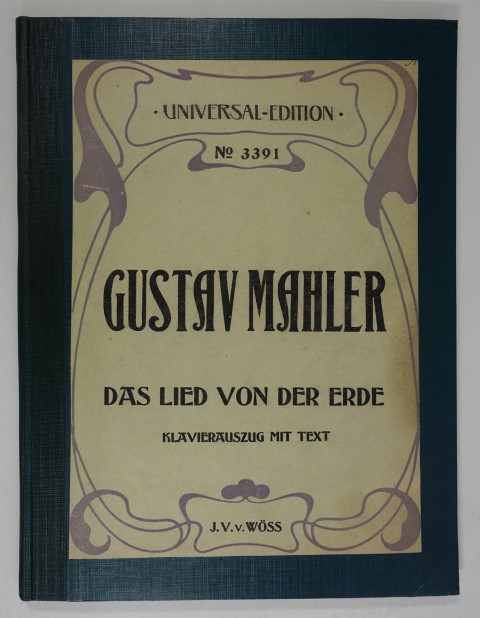 · UNIVERSAL-EDITION ·
No 3391
GUSTAV MAHLER
DAS LIED VON DER ERDE
KLAVIERAUSZUG MIT TEXT
J. V. v. WÖSS